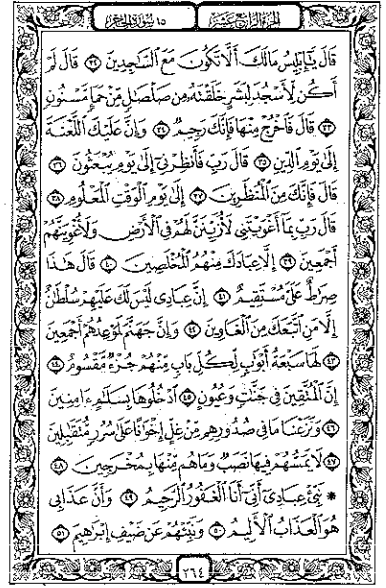 الجزء الرابع عشر ١٥ سورة الحجر
قَالَ يَٰٓإِبۡلِيسُ مَالَكَ أَلَّا تَكُونَ مَعَ ٱلسَّٰجِدِينَ ٣٢ قَالَ لَمۡ
أَكُن لِّأَسۡجُدَ لِبَشَرٍ خَلَقۡتَهُۥ مِن صَلۡصَٰلٖ مِّنۡ حَمَإٖ مَّسۡنُونٖ
٣٣ قَالَ فَٱخۡرُجۡ مِنۡهَا فَإِنَّكَ رَجِيمٞ ٣٤ وَإِنَّ عَلَيۡكَ ٱللَّعۡنَةَ
إِلَىٰ يَوۡمِ ٱلدِّينِ ٣٥ قَالَ رَبِّ فَأَنظِرۡنِيٓ إِلَىٰ يَوۡمِ يُبۡعَثُونَ ٣٦
قَالَ فَإِنَّكَ مِنَ ٱلۡمُنظَرِينَ ٣٧ إِلَىٰ يَوۡمِ ٱلۡوَقۡتِ ٱلۡمَعۡلُومِ ٣٨
قَالَ رَبِّ بِمَآ أَغۡوَيۡتَنِي لَأُزَيِّنَنَّ لَهُمۡ فِي ٱلۡأَرۡضِ وَلَأُغۡوِيَنَّهُمۡ
أَجۡمَعِينَ ٣٩ إِلَّا عِبَادَكَ مِنۡهُمُ ٱلۡمُخۡلَصِينَ ٤٠ قَالَ هَٰذَا
صِرَٰطٌ عَلَيَّ مُسۡتَقِيمٌ ٤١ إِنَّ عِبَادِي لَيۡسَ لَكَ عَلَيۡهِمۡ سُلۡطَٰنٌ
إِلَّا مَنِ ٱتَّبَعَكَ مِنَ ٱلۡغَاوِينَ ٤٢ وَإِنَّ جَهَنَّمَ لَمَوۡعِدُهُمۡ أَجۡمَعِينَ
٤٣ لَهَا سَبۡعَةُ أَبۡوَٰبٖ لِّكُلِّ بَابٖ مِّنۡهُمۡ جُزۡءٞ مَّقۡسُومٌ ٤٤
إِنَّ ٱلۡمُتَّقِينَ فِي جَنَّٰتٖ وَعُيُونٍ ٤٥ ٱدۡخُلُوهَا بِسَلَٰمٍ ءَامِنِينَ
٤٦ وَنَزَعۡنَا مَا فِي صُدُورِهِم مِّنۡ غِلٍّ إِخۡوَٰنًا عَلَىٰ سُرُرٖ مُّتَقَٰبِلِينَ
٤٧ لَا يَمَسُّهُمۡ فِيهَا نَصَبٞ وَمَا هُم مِّنۡهَا بِمُخۡرَجِينَ ٤٨
* نَبِّئۡ عِبَادِيٓ أَنِّيٓ أَنَا ٱلۡغَفُورُ ٱلرَّحِيمُ ٤٩ وَأَنَّ عَذَابِي
هُوَ ٱلۡعَذَابُ ٱلۡأَلِيمُ ٥٠ وَنَبِّئۡهُمۡ عَن ضَيۡفِ إِبۡرَٰهِيمَ ٥١
٢٦٤